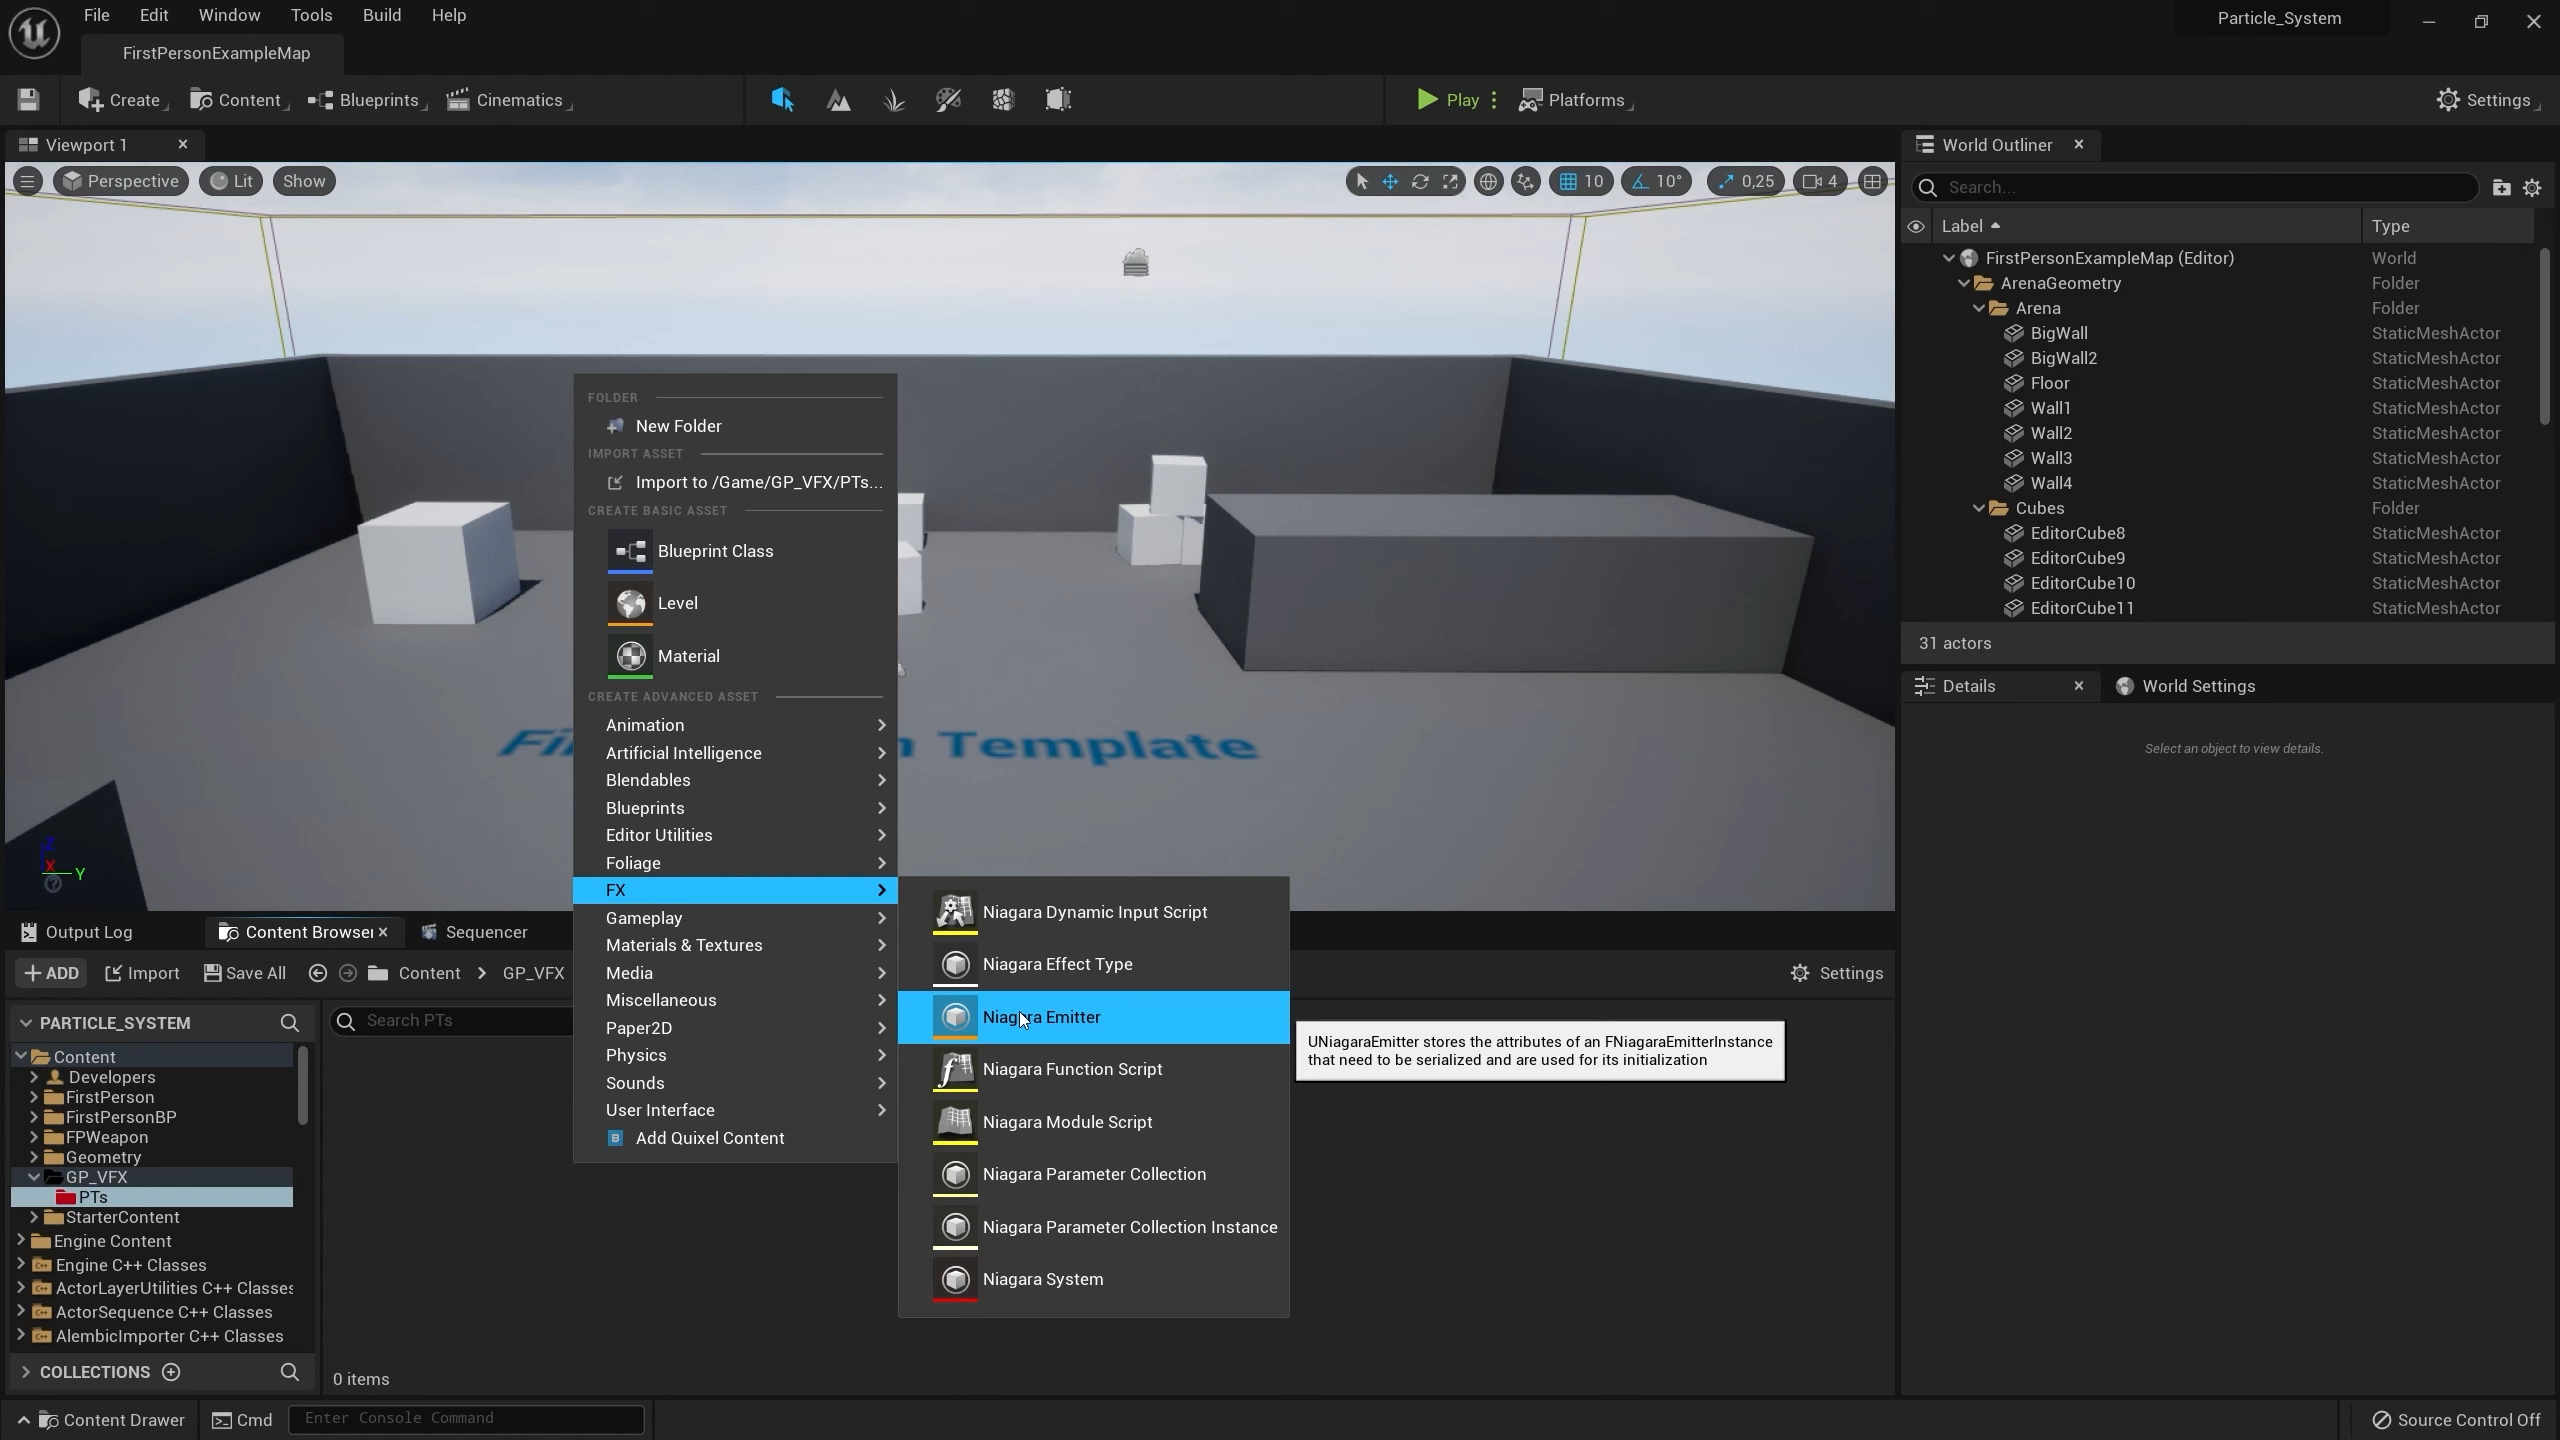 File Edit Window Tools Build Help
Particle_System
FirstPersonExampleMap
Create Content Blueprints Cinematics
Play Platforms
Settings
Viewport 1
World Outliner
Perspective Lit Show
10 10° 0,25 4
Search...
Label Type
FirstPersonExampleMap (Editor) World
ArenaGeometry Folder
Arena Folder
BigWall StaticMeshActor
BigWall2 StaticMeshActor
Floor StaticMeshActor
Wall1 StaticMeshActor
Wall2 StaticMeshActor
Wall3 StaticMeshActor
Wall4 StaticMeshActor
Cubes Folder
EditorCube8 StaticMeshActor
EditorCube9 StaticMeshActor
EditorCube10 StaticMeshActor
EditorCube11 StaticMeshActor
31 actors
Details World Settings
Select an object to view details.
FOLDER
New Folder
IMPORT ASSET
Import to /Game/GP_VFX/PTs...
CREATE BASIC ASSET
Blueprint Class
Level
Material
CREATE ADVANCED ASSET
Animation
Artificial Intelligence
Blendables
Blueprints
Editor Utilities
Foliage
FX
Gameplay
Materials & Textures
Media
Miscellaneous
Paper2D
Physics
Sounds
User Interface
Add Quixel Content
Template
Z
X
Y
Niagara Dynamic Input Script
Niagara Effect Type
Niagara Emitter
Niagara Function Script
Niagara Module Script
Niagara Parameter Collection
Niagara Parameter Collection Instance
Niagara System
UNiagaraEmitter stores the attributes of an FNiagaraEmitterInstance
that need to be serialized and are used for its initialization
Output Log Content Browser Sequencer
ADD Import Save All Content GP_VFX
Settings
PARTICLE_SYSTEM
Search PTs
Content
Developers
FirstPerson
FirstPersonBP
FPWeapon
Geometry
GP_VFX
PTs
StarterContent
Engine Content
Engine C++ Classes
ActorLayerUtilities C++ Classes
ActorSequence C++ Classes
AlembicImporter C++ Classes
COLLECTIONS
0 items
Content Drawer Cmd Enter Console Command
Source Control Off